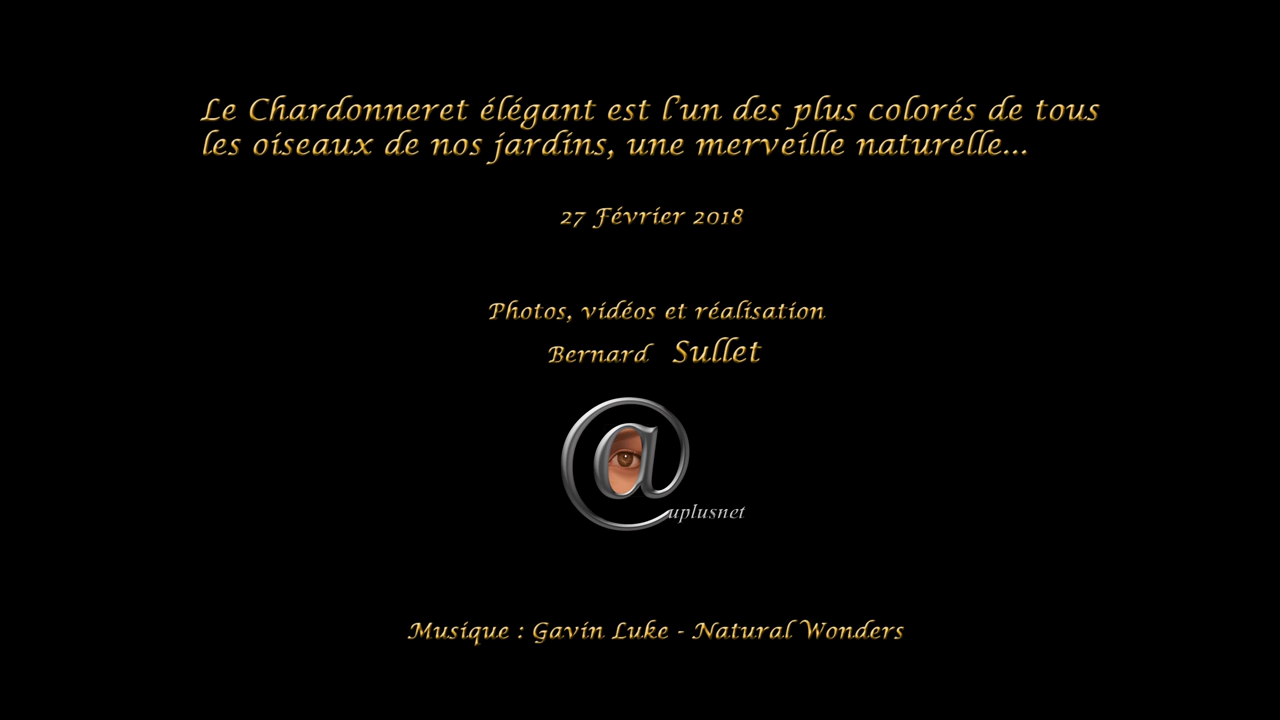 Le Chardonneret élégant est l'un des plus colorés de tous
les oiseaux de nos jardins, une merveille naturelle...
27 Février 2018
Photos, vidéos et réalisation
Bernard Sullet
@uplusnet
Musique : Gavin Luke - Natural Wonders